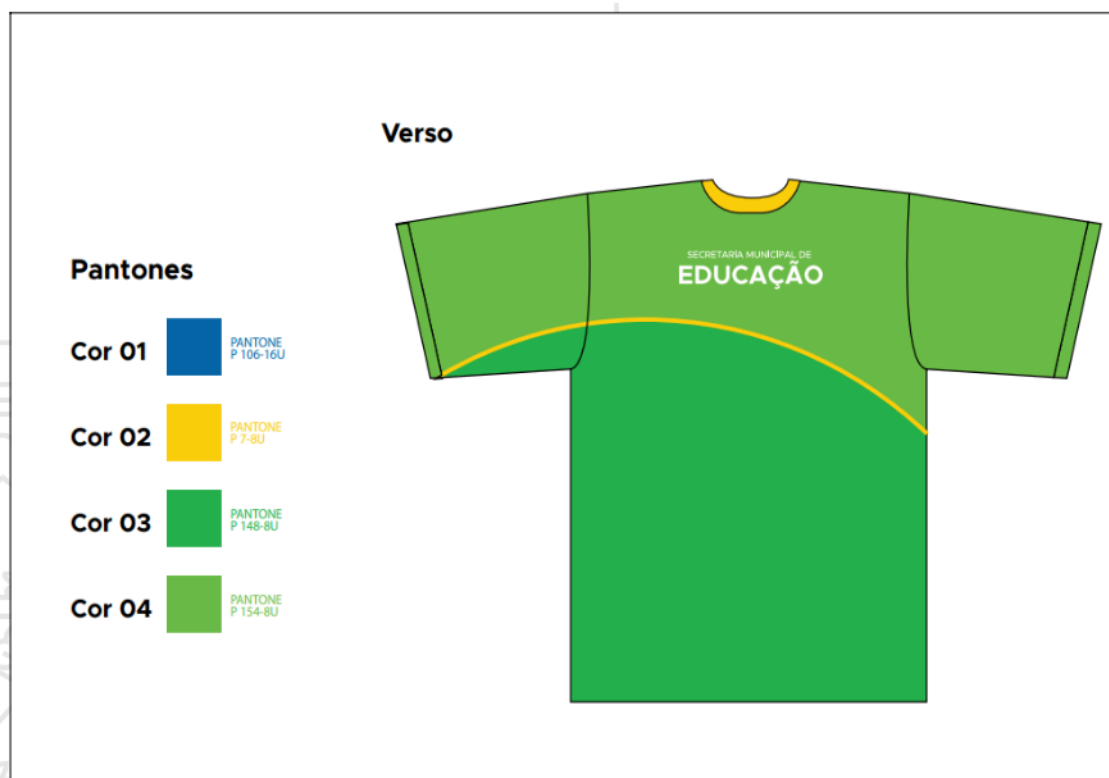 Verso
SECRETARIA MUNICIPAL DE
EDUCAÇÃO
Pantones
Cor 01
PANTONE
P 106-16U
Cor 02
PANTONE
P 7-8U
Cor 03
PANTONE
P 148-8U
Cor 04
PANTONE
P 154-8U